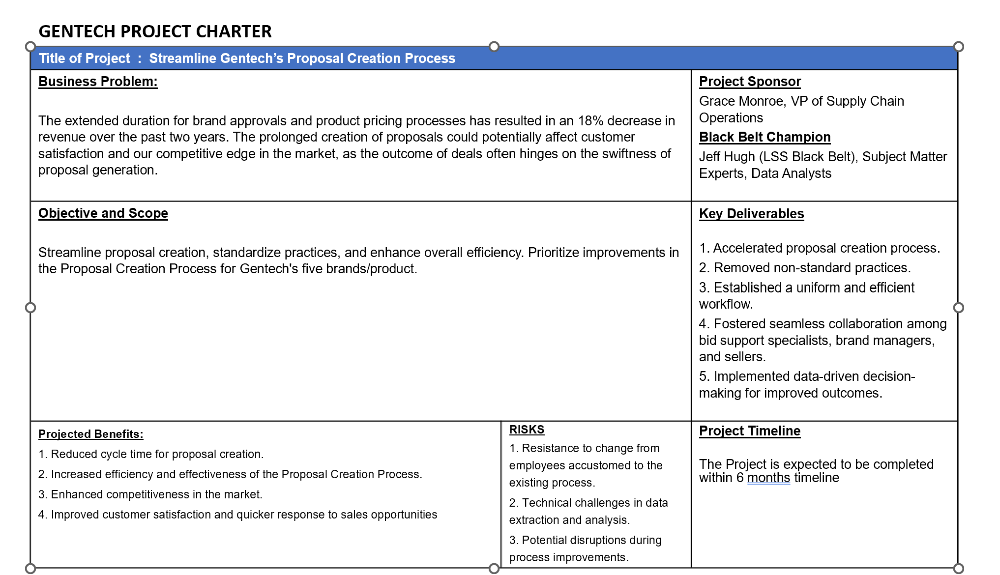 GENTECH PROJECT CHARTER
Title of Project : Streamline Gentech’s Proposal Creation Process
Business Problem:
The extended duration for brand approvals and product pricing processes has resulted in an 18% decrease in
revenue over the past two years. The prolonged creation of proposals could potentially affect customer
satisfaction and our competitive edge in the market, as the outcome of deals often hinges on the swiftness of
proposal generation.
Project Sponsor
Grace Monroe, VP of Supply Chain
Operations
Black Belt Champion
Jeff Hugh (LSS Black Belt), Subject Matter
Experts, Data Analysts
Objective and Scope
Streamline proposal creation, standardize practices, and enhance overall efficiency. Prioritize improvements in
the Proposal Creation Process for Gentech's five brands/product.
Key Deliverables
1. Accelerated proposal creation process.
2. Removed non-standard practices.
3. Established a uniform and efficient
workflow.
4. Fostered seamless collaboration among
bid support specialists, brand managers,
and sellers.
5. Implemented data-driven decision-
making for improved outcomes.
Projected Benefits:
1. Reduced cycle time for proposal creation.
2. Increased efficiency and effectiveness of the Proposal Creation Process.
3. Enhanced competitiveness in the market.
4. Improved customer satisfaction and quicker response to sales opportunities
RISKS
1. Resistance to change from
employees accustomed to the
existing process.
2. Technical challenges in data
extraction and analysis.
3. Potential disruptions during
process improvements.
Project Timeline
The Project is expected to be completed
within 6 months timeline